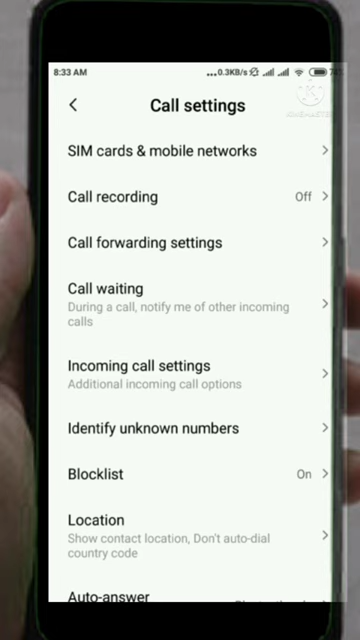 8:33 AM
...0.3KB/s
Call settings
KINEMASTER
SIM cards & mobile networks
Call recording
Off
Call forwarding settings
Call waiting
During a call, notify me of other incoming
calls
Incoming call settings
Additional incoming call options
Identify unknown numbers
Blocklist
On
Location
Show contact location, Don't auto-dial
country code
Auto-answer